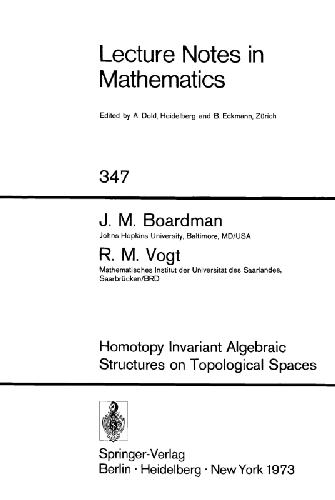 Lecture Notes in
Mathematics
Edited by A. Dold, Heidelberg and B. Eckmann, Zürich
347
J. M. Boardman
Johns Hopkins University, Baltimore, MD/USA
R. M. Vogt
Mathematisches Institut der Universität des Saarlandes,
Saarbrücken/BRD
Homotopy Invariant Algebraic
Structures on Topological Spaces
Springer-Verlag
Berlin · Heidelberg · New York 1973